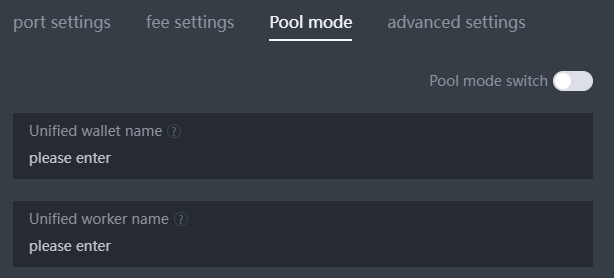 port settings fee settings Pool mode advanced settings
Pool mode switch
Unified wallet name ?
please enter
Unified worker name ?
please enter